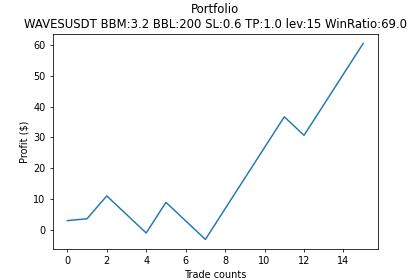 Portfolio
WAVESUSDT BBM:3.2 BBL:200 SL:0.6 TP:1.0 lev:15 WinRatio:69.0
60
50
40
30
20
10
0
Profit ($)
0 2 4 6 8 10 12 14
Trade counts